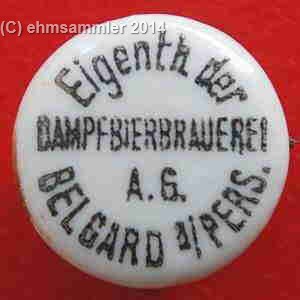 (C) ehmsammler 2014
Eigenth. der
DAMPFBIERBRAUEREI
A.G.
BELGARD a/PERS.